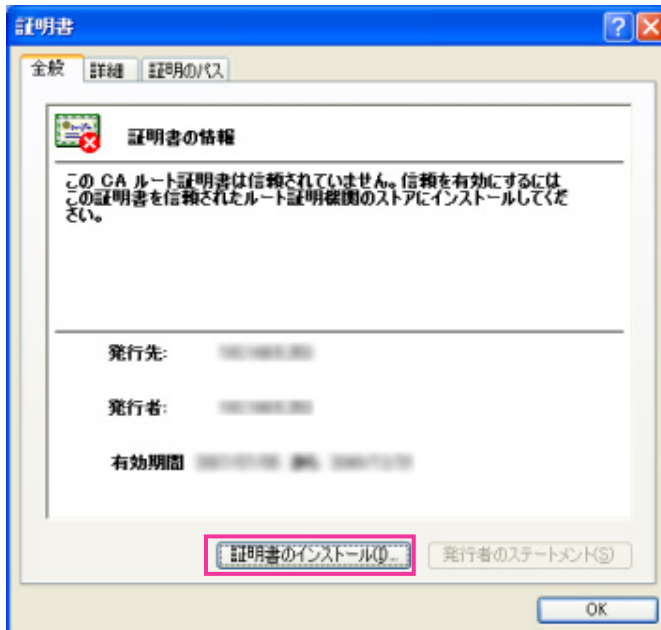 証明書
全般 詳細 証明のパス
証明書の情報
この CA ルート証明書は信頼されていません。信頼を有効にするには
この証明書を信頼されたルート証明機関のストアにインストールしてくだ
さい。
発行先:
発行者:
有効期間
証明書のインストール(I)... 発行者のステートメント(S)
OK